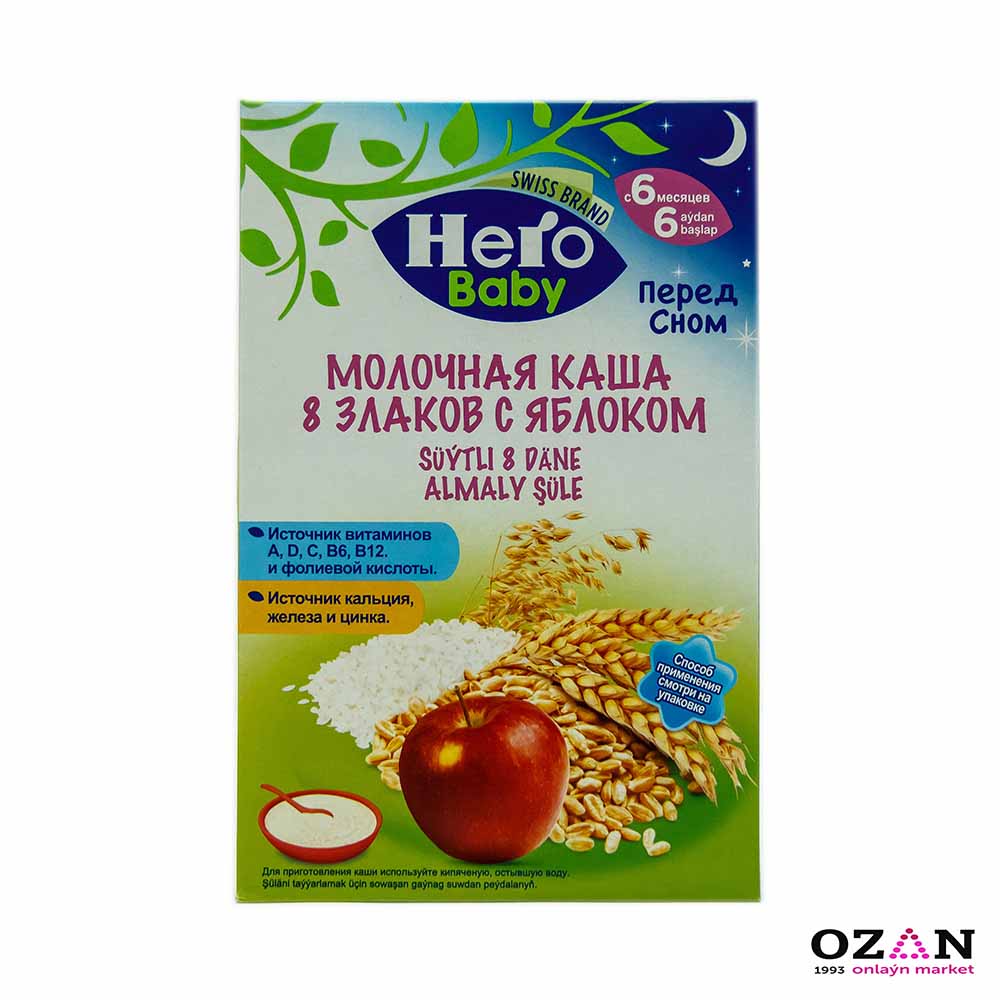 SWISS BRAND
Hero
Baby
с 6 месяцев
6 aýdan başlap
Перед
Сном
МОЛОЧНАЯ КАША
8 ЗЛАКОВ С ЯБЛОКОМ
SÜÝTLI 8 DÄNE
ALMALY ŞÜLE
Источник витаминов
A, D, C, B6, B12.
и фолиевой кислоты.
Источник кальция,
железа и цинка.
Способ
применения
смотри на
упаковке
Для приготовления каши используйте кипяченую, остывшую воду.
Şüläni taýýarlamak üçin sowaşan gaýnag suwdan peýdalanyň.
OZAN
1993 onlaýn market